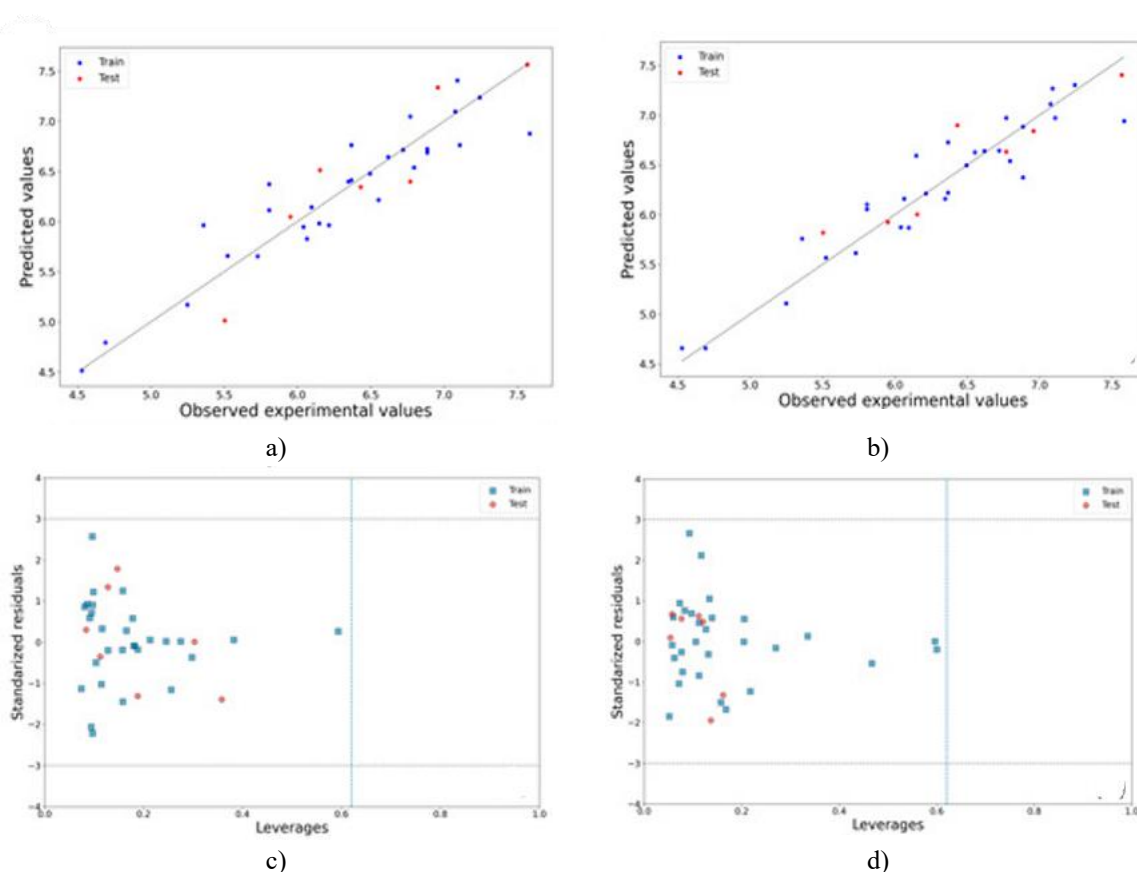 Train
Test
7.5
7.0
6.5
6.0
5.5
5.0
4.5
Predicted values
4.5 5.0 5.5 6.0 6.5 7.0 7.5
Observed experimental values
a)
Train
Test
7.5
7.0
6.5
6.0
5.5
5.0
4.5
Predicted values
4.5 5.0 5.5 6.0 6.5 7.0 7.5
Observed experimental values
b)
Train
Test
4
3
2
1
0
−1
−2
−3
−4
Standarized residuals
0.0 0.2 0.4 0.6 0.8 1.0
Leverages
c)
Train
Test
4
3
2
1
0
−1
−2
−3
−4
Standarized residuals
0.0 0.2 0.4 0.6 0.8 1.0
Leverages
d)